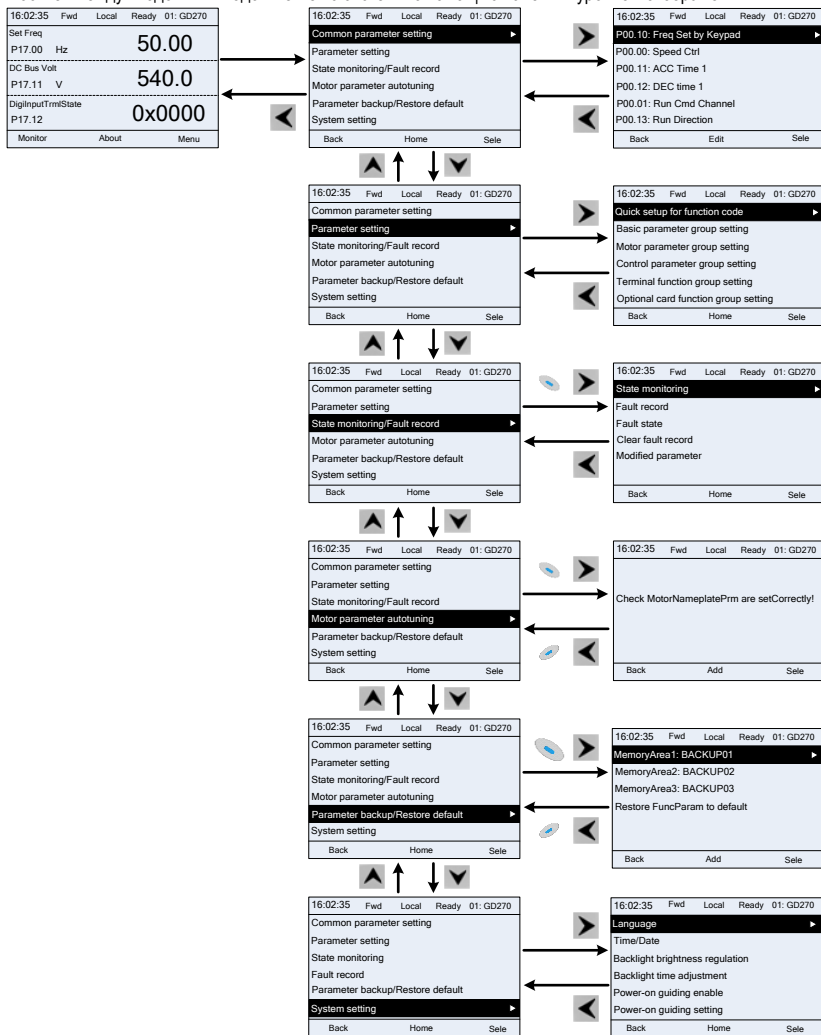 16:02:35 Fwd Local Ready 01: GD270
Set Freq
P17.00 Hz 50.00
DC Bus Volt
P17.11 V 540.0
DigiInputTrmlState
P17.12 0x0000
Monitor About Menu
16:02:35 Fwd Local Ready 01: GD270
Common parameter setting
Parameter setting
State monitoring/Fault record
Motor parameter autotuning
Parameter backup/Restore default
System setting
Back Home Sele
16:02:35 Fwd Local Ready 01: GD270
P00.10: Freq Set by Keypad
P00.00: Speed Ctrl
P00.11: ACC Time 1
P00.12: DEC time 1
P00.01: Run Cmd Channel
P00.13: Run Direction
Back Edit Sele
16:02:35 Fwd Local Ready 01: GD270
Common parameter setting
Parameter setting
State monitoring/Fault record
Motor parameter autotuning
Parameter backup/Restore default
System setting
Back Home Sele
16:02:35 Fwd Local Ready 01: GD270
Quick setup for function code
Basic parameter group setting
Motor parameter group setting
Control parameter group setting
Terminal function group setting
Optional card function group setting
Back Home Sele
16:02:35 Fwd Local Ready 01: GD270
Common parameter setting
Parameter setting
State monitoring/Fault record
Motor parameter autotuning
Parameter backup/Restore default
System setting
Back Home Sele
16:02:35 Fwd Local Ready 01: GD270
State monitoring
Fault record
Fault state
Clear fault record
Modified parameter
Back Home Sele
16:02:35 Fwd Local Ready 01: GD270
Common parameter setting
Parameter setting
State monitoring/Fault record
Motor parameter autotuning
Parameter backup/Restore default
System setting
Back Home Sele
16:02:35 Fwd Local Ready 01: GD270
Check MotorNameplatePrm are setCorrectly!
Back Add Sele
16:02:35 Fwd Local Ready 01: GD270
Common parameter setting
Parameter setting
State monitoring/Fault record
Motor parameter autotuning
Parameter backup/Restore default
System setting
Back Home Sele
16:02:35 Fwd Local Ready 01: GD270
MemoryArea1: BACKUP01
MemoryArea2: BACKUP02
MemoryArea3: BACKUP03
Restore FuncParam to default
Back Add Sele
16:02:35 Fwd Local Ready 01: GD270
Common parameter setting
Parameter setting
State monitoring
Fault record
Parameter backup/Restore default
System setting
Back Home Sele
16:02:35 Fwd Local Ready 01: GD270
Language
Time/Date
Backlight brightness regulation
Backlight time adjustment
Power-on guiding enable
Power-on guiding setting
Back Home Sele